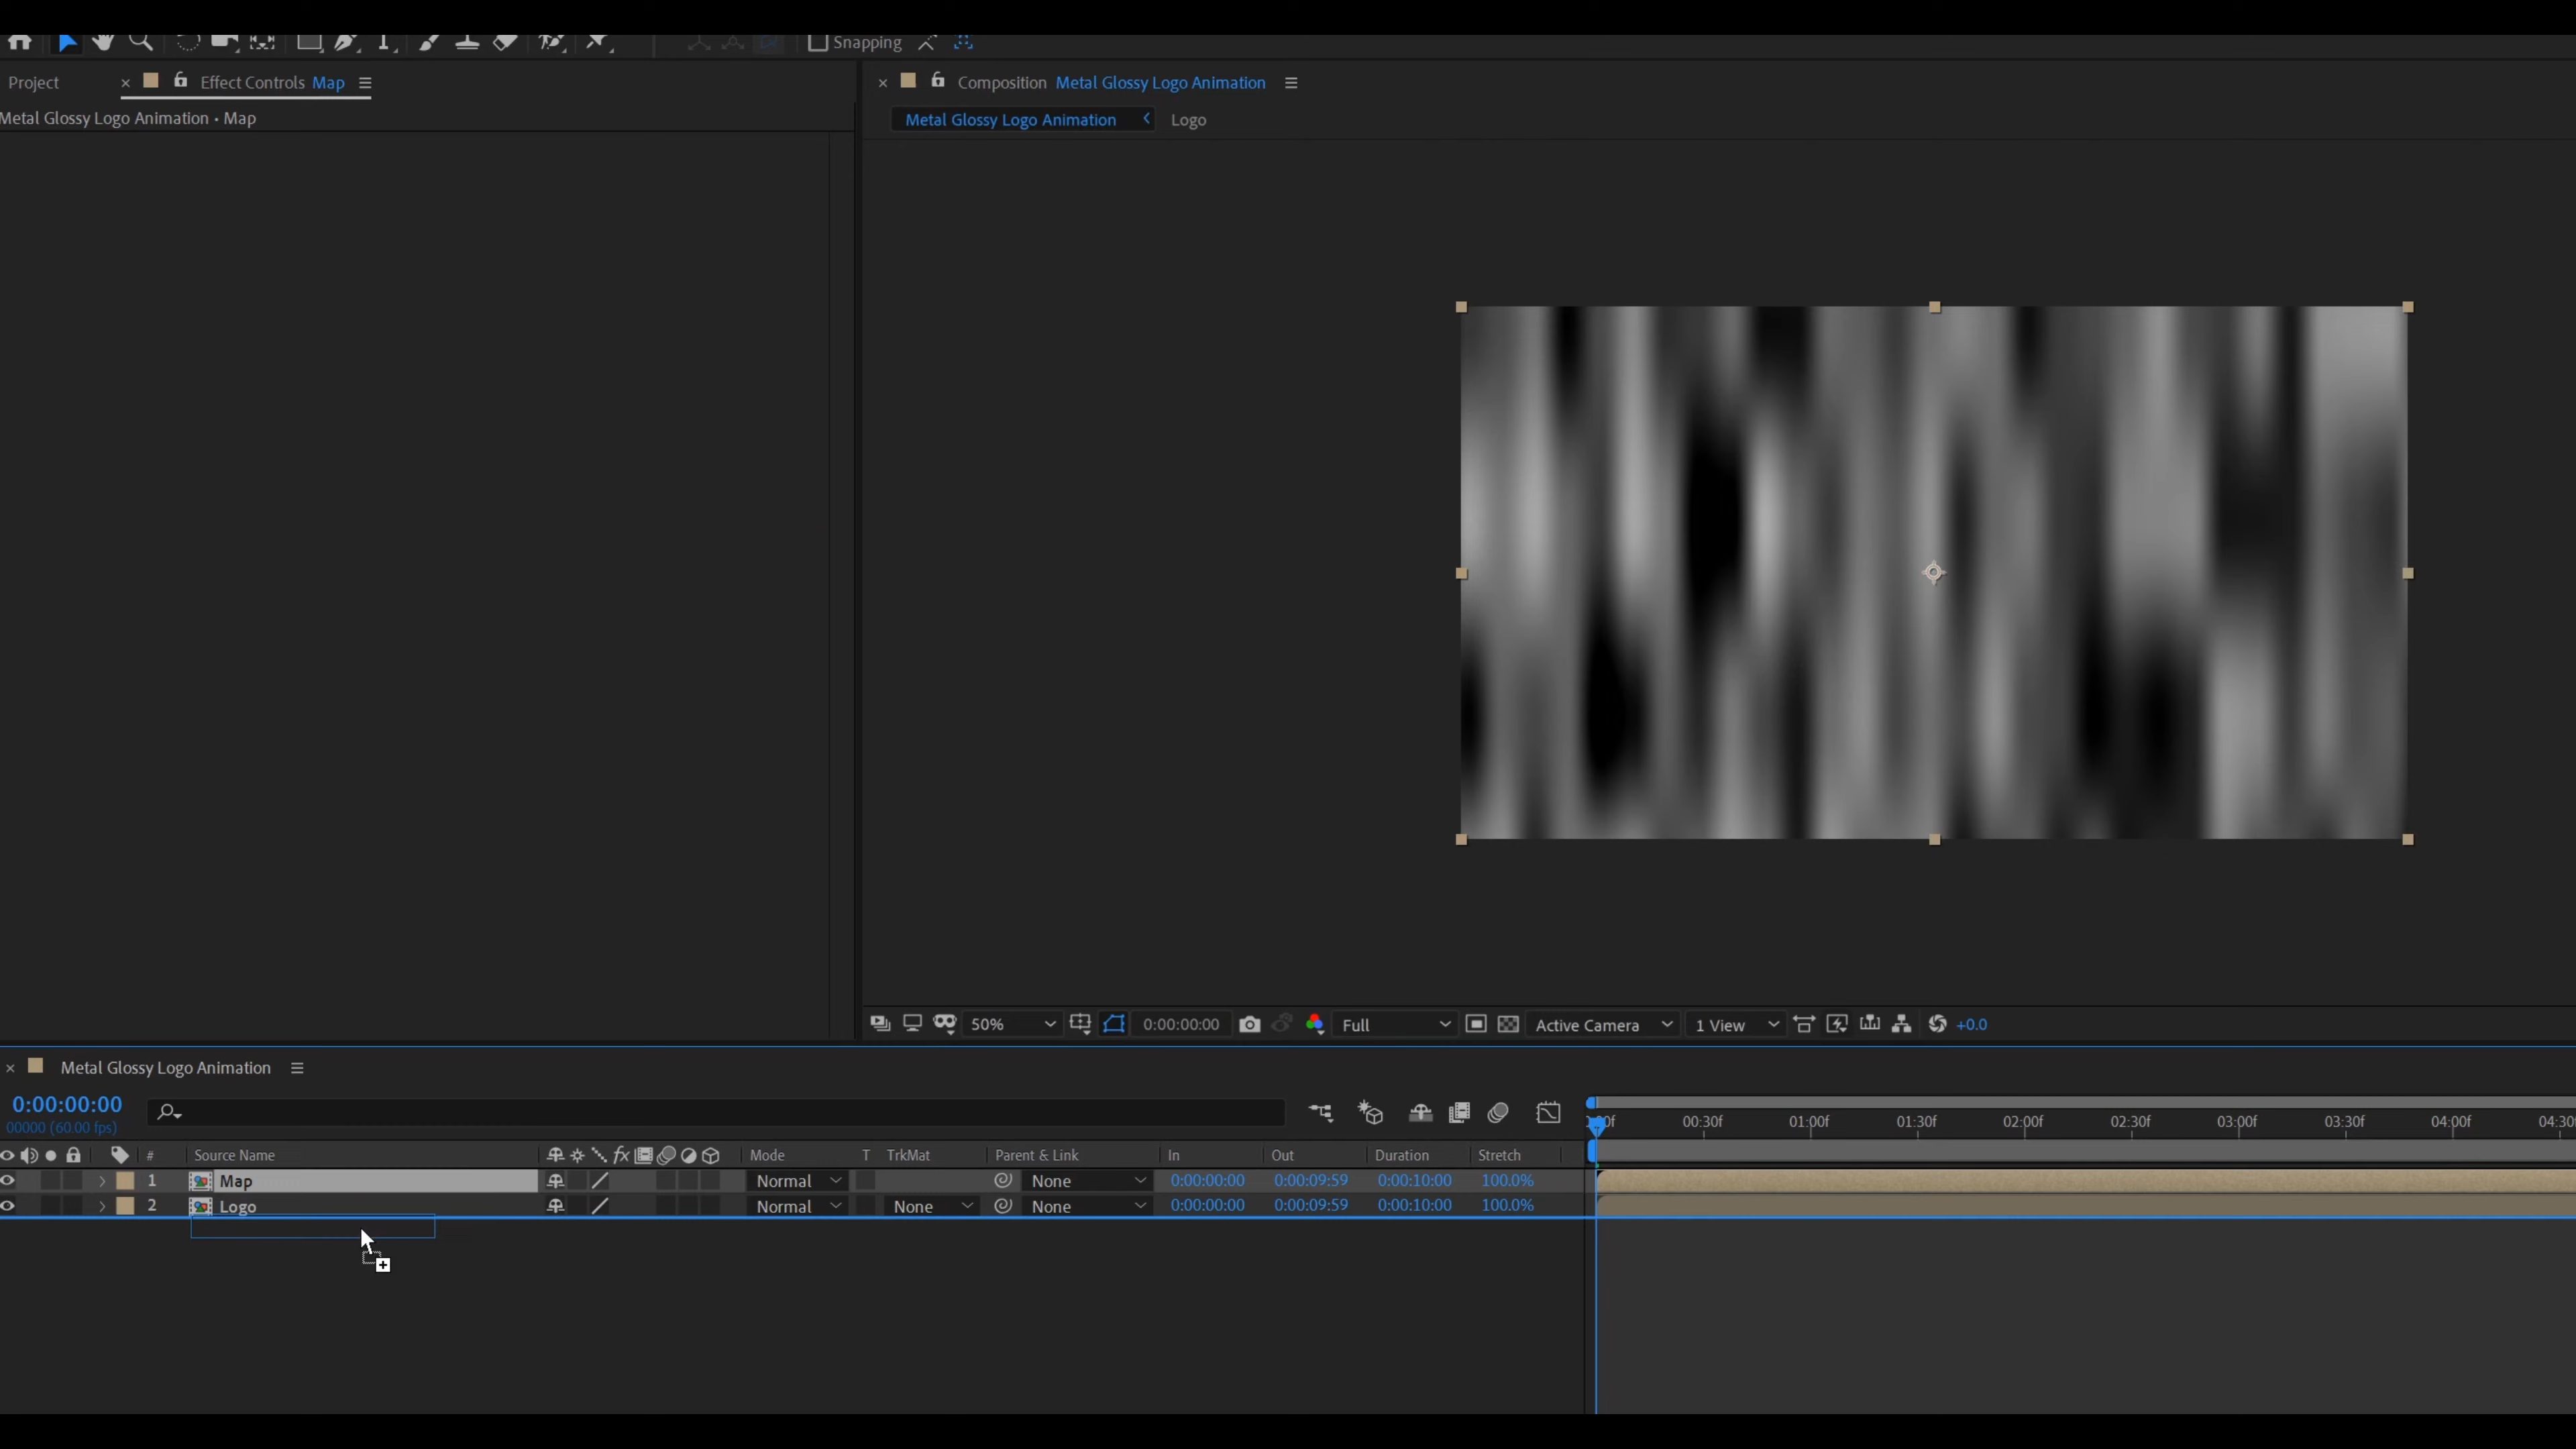 Snapping
Project × Effect Controls Map
Metal Glossy Logo Animation • Map
× Composition Metal Glossy Logo Animation
Metal Glossy Logo Animation Logo
50% 0:00:00:00 Full Active Camera 1 View +0.0
× Metal Glossy Logo Animation
0:00:00:00
00000 (60.00 fps)
00:30f 01:00f 01:30f 02:00f 02:30f 03:00f 03:30f 04:00f 04:30
# Source Name fx Mode T TrkMat Parent & Link In Out Duration Stretch
1 Map Normal None 0:00:00:00 0:00:09:59 0:00:10:00 100.0%
2 Logo Normal None None 0:00:00:00 0:00:09:59 0:00:10:00 100.0%